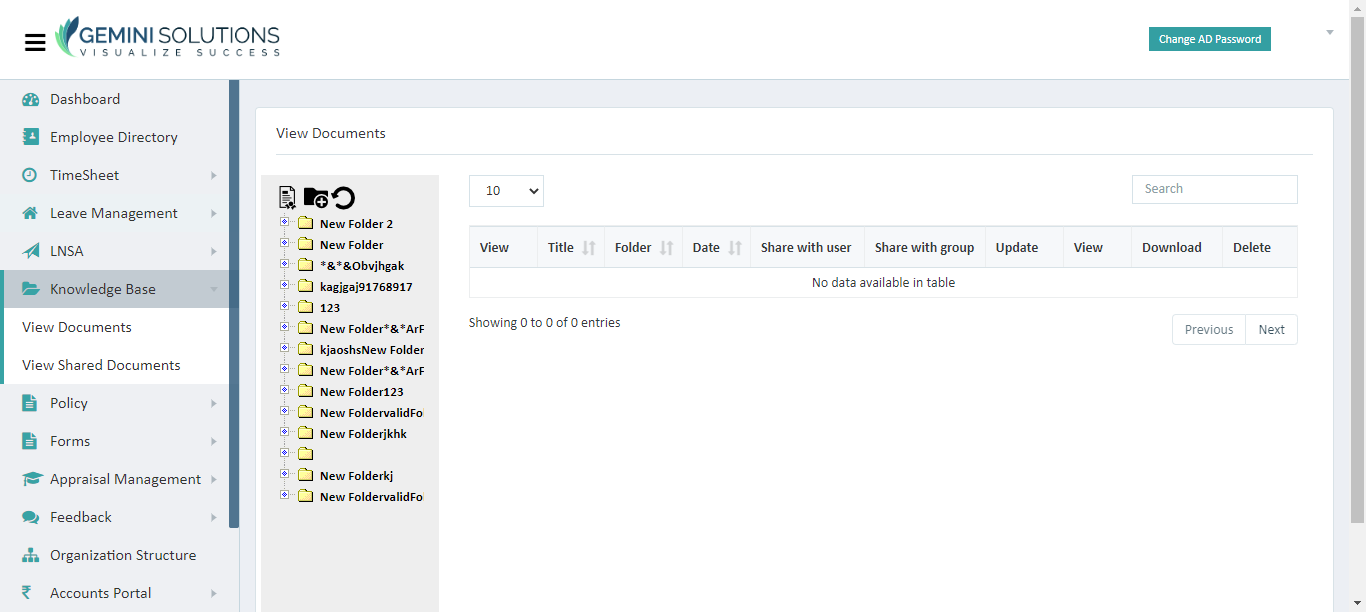 GEMINI SOLUTIONS
VISUALIZE SUCCESS
Change AD Password
Dashboard
Employee Directory
TimeSheet
Leave Management
LNSA
Knowledge Base
View Documents
View Shared Documents
Policy
Forms
Appraisal Management
Feedback
Organization Structure
₹ Accounts Portal
View Documents
New Folder 2
New Folder
*&*&Obvjhgak
kagjgaj91768917
123
New Folder*&*ArF
kjaoshsNew Folder
New Folder*&*ArF
New Folder123
New FoldervalidFo
New Folderjkhk
New Folderkj
New FoldervalidFo
10
Search
View Title Folder Date Share with user Share with group Update View Download Delete
No data available in table
Showing 0 to 0 of 0 entries
Previous Next